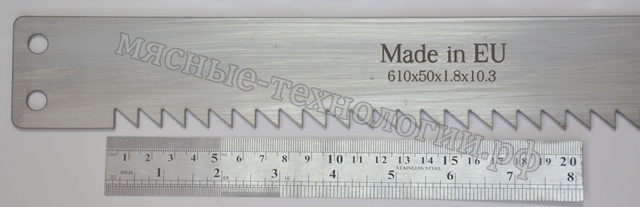 Made in EU
610x50x1.8x10.3
мясные-технологии.рф
1 2 3 4 5 6 7 8 9 10 11 12 13 14 15 16 17 18 19 20
STAINLESS STEEL
INCH 1 2 3 4 5 6 7 8